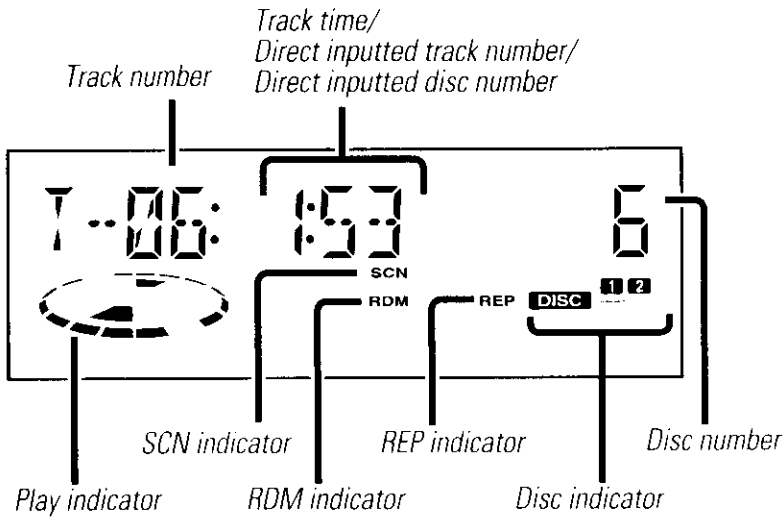 Track time/
Direct inputted track number/
Direct inputted disc number
Track number
T--06: 1:53 6
SCN
1 2
RDM REP DISC
SCN indicator REP indicator Disc number
Play indicator RDM indicator Disc indicator